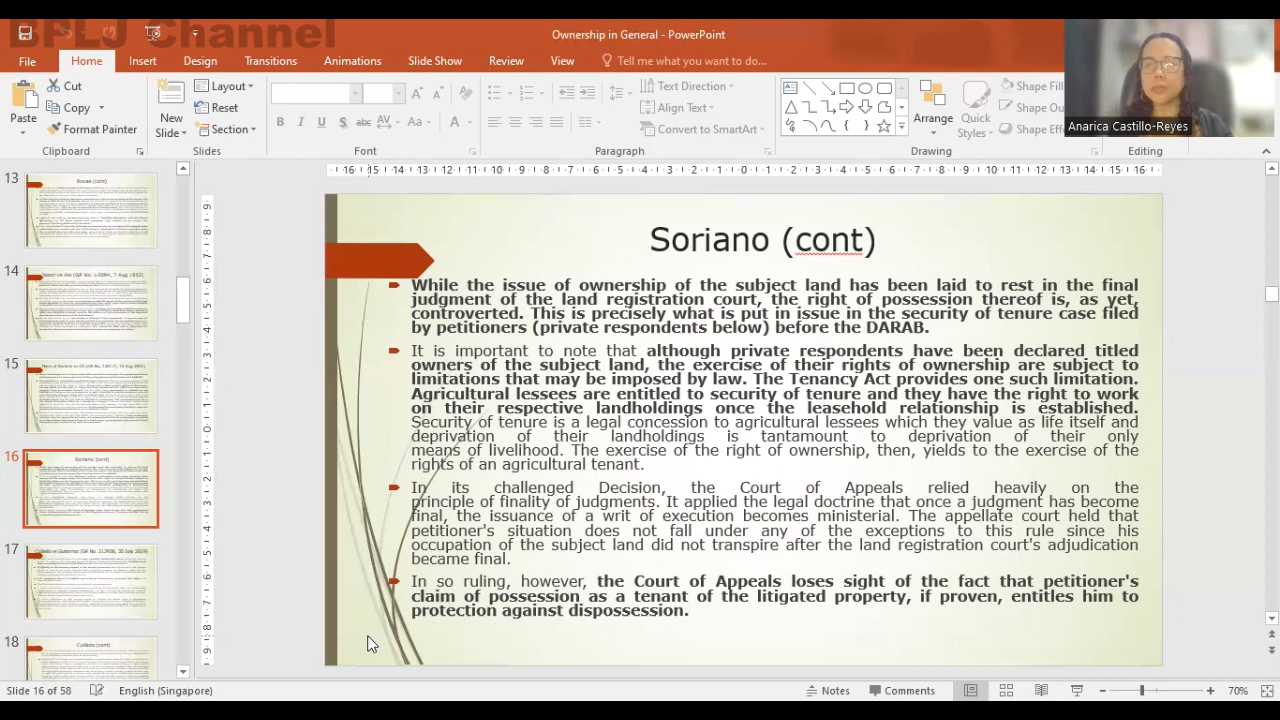 BPLJ Channel
Ownership in General - PowerPoint
File
Home
Insert
Design
Transitions
Animations
Slide Show
Review
View
Tell me what you want to do...
Paste
Cut
Copy
Format Painter
Clipboard
New
Slide
Layout
Reset
Section
Slides
Font
Text Direction
Align Text
Convert to SmartArt
Paragraph
Arrange
Quick
Styles
Shape Fill
Shape Ou
Shape Effe
Drawing
Editing
Anarica Castillo-Reyes
13
14
15
16
Soriano (cont)
17
18
Soriano (cont)
While the issue of ownership of the subject land has been laid to rest in the final
judgment of the land registration court, the right of possession thereof is, as yet,
controverted. This is precisely what is put in issue in the security of tenure case filed
by petitioners (private respondents below) before the DARAB.
It is important to note that although private respondents have been declared titled
owners of the subject land, the exercise of their rights of ownership are subject to
limitations that may be imposed by law. The Tenancy Act provides one such limitation.
Agricultural lessees are entitled to security of tenure and they have the right to work
on their respective landholdings once the leasehold relationship is established.
Security of tenure is a legal concession to agricultural lessees which they value as life itself and
deprivation of their landholdings is tantamount to deprivation of their only
means of livelihood. The exercise of the right of ownership, then, yields to the exercise of the
rights of an agricultural tenant.
In its challenged Decision, the Court of Appeals relied heavily on the
principle of finality of judgments. It applied the legal doctrine that once a judgment has become
final, the issuance of a writ of execution becomes ministerial. The appellate court held that
petitioner's situation does not fall under any of the exceptions to this rule since his
occupation of the subject land did not transpire after the land registration court's adjudication
became final.
In so ruling, however, the Court of Appeals loses sight of the fact that petitioner's
claim of possession as a tenant of the litigated property, if proven, entitles him to
protection against dispossession.
Slide 16 of 58
English (Singapore)
Notes
Comments
70%